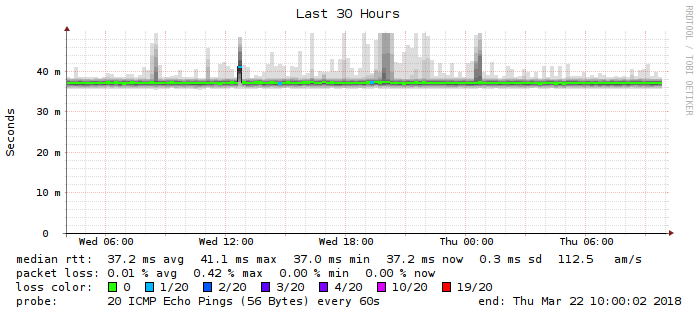 Last 30 Hours
RRDTOOL / TOBI OETIKER
Seconds
40 m
30 m
20 m
10 m
0
Wed 06:00 Wed 12:00 Wed 18:00 Thu 00:00 Thu 06:00
median rtt: 37.2 ms avg 41.1 ms max 37.0 ms min 37.2 ms now 0.3 ms sd 112.5 am/s
packet loss: 0.01 % avg 0.42 % max 0.00 % min 0.00 % now
loss color: 0 1/20 2/20 3/20 4/20 10/20 19/20
probe: 20 ICMP Echo Pings (56 Bytes) every 60s end: Thu Mar 22 10:00:02 2018